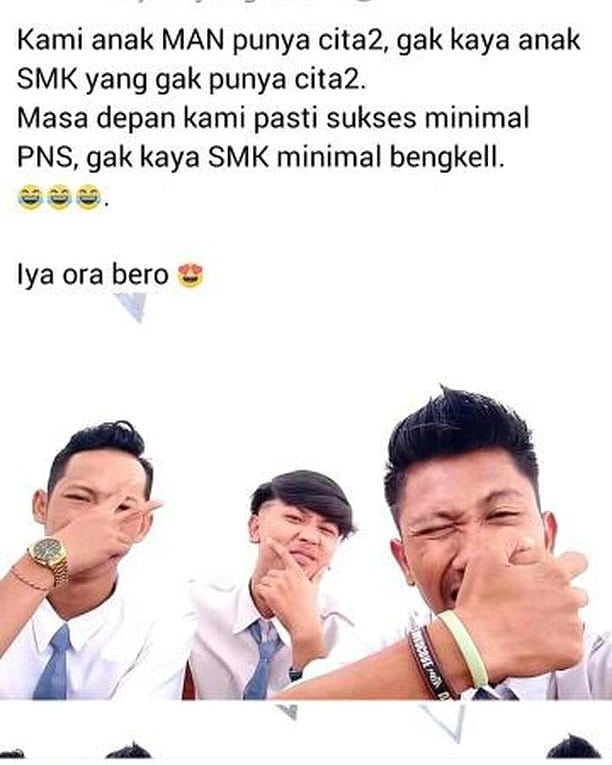 Kami anak MAN punya cita2, gak kaya anak
SMK yang gak punya cita2.
Masa depan kami pasti sukses minimal
PNS, gak kaya SMK minimal bengkell.
😂😂😂.
Iya ora bero 😍